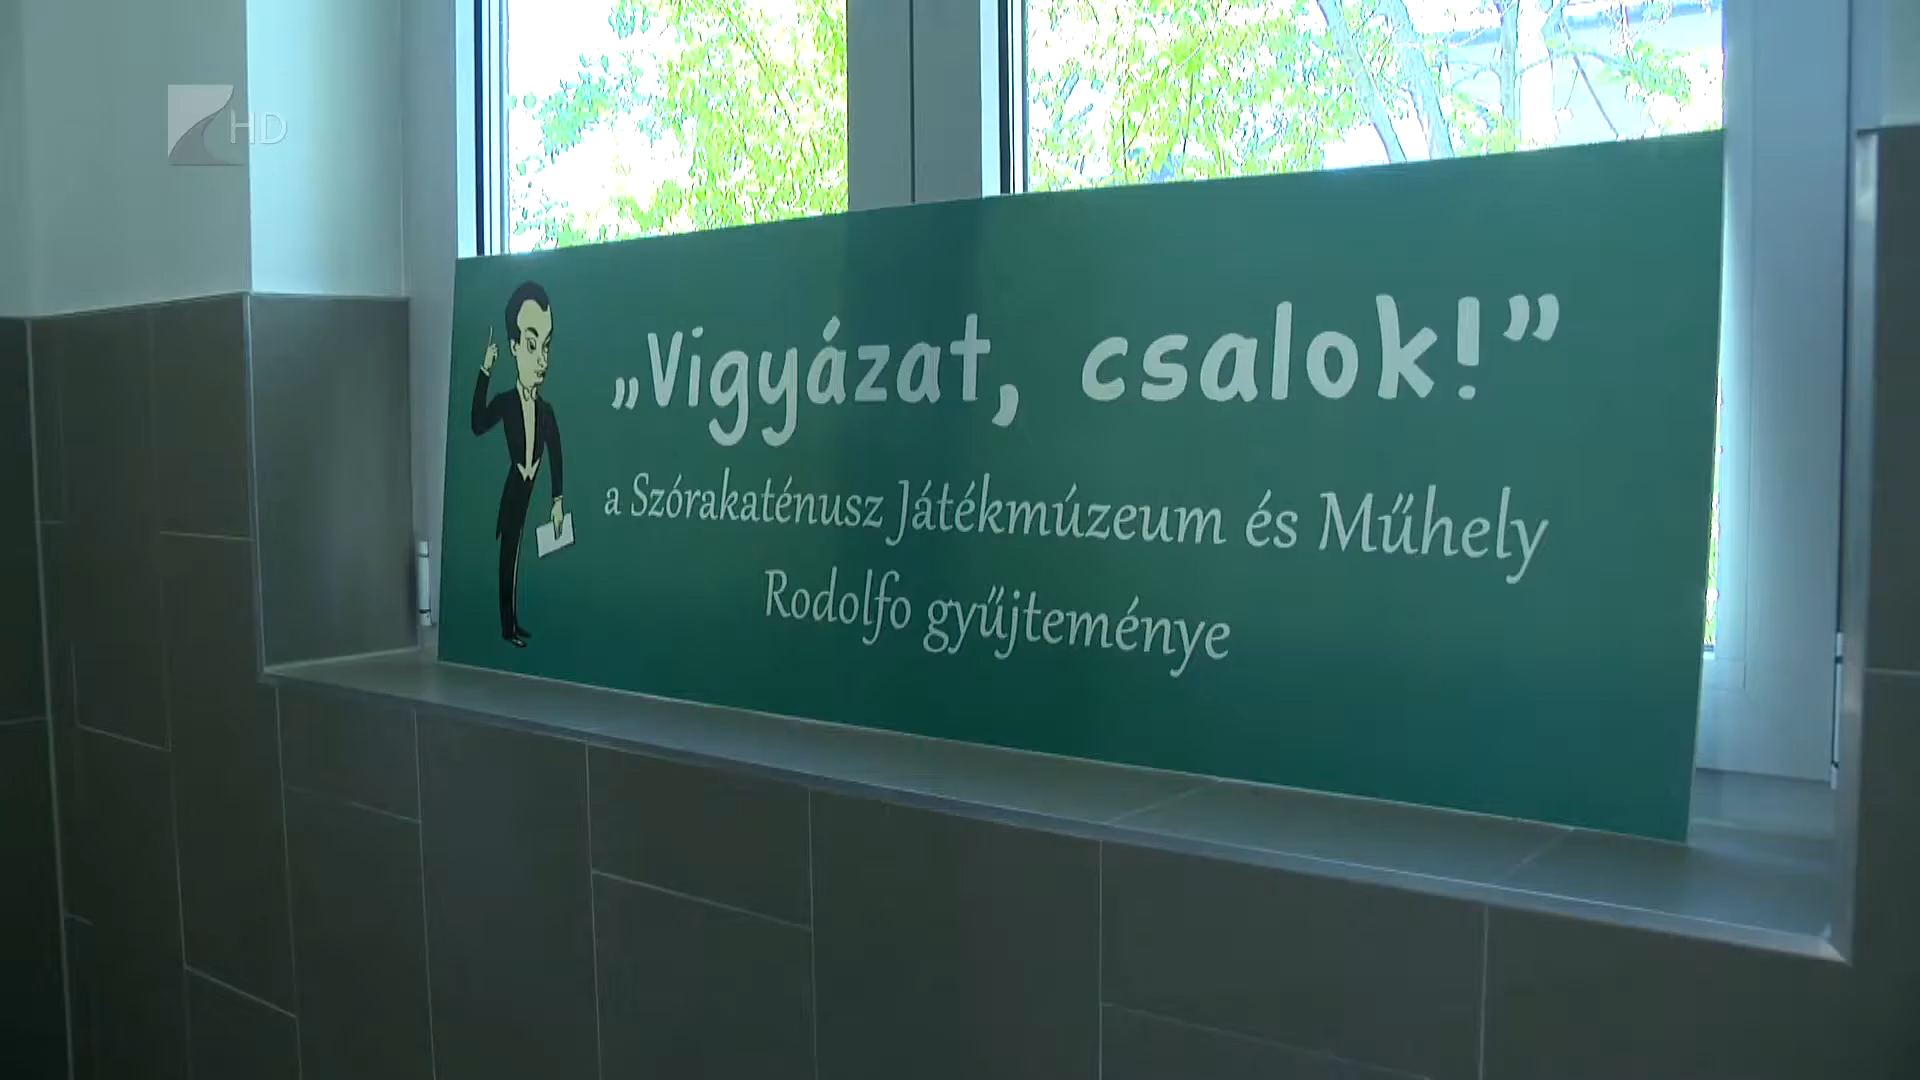 HD
„Vigyázat, csalok!”
a Szórakaténusz Játékmúzeum és Műhely
Rodolfo gyűjteménye